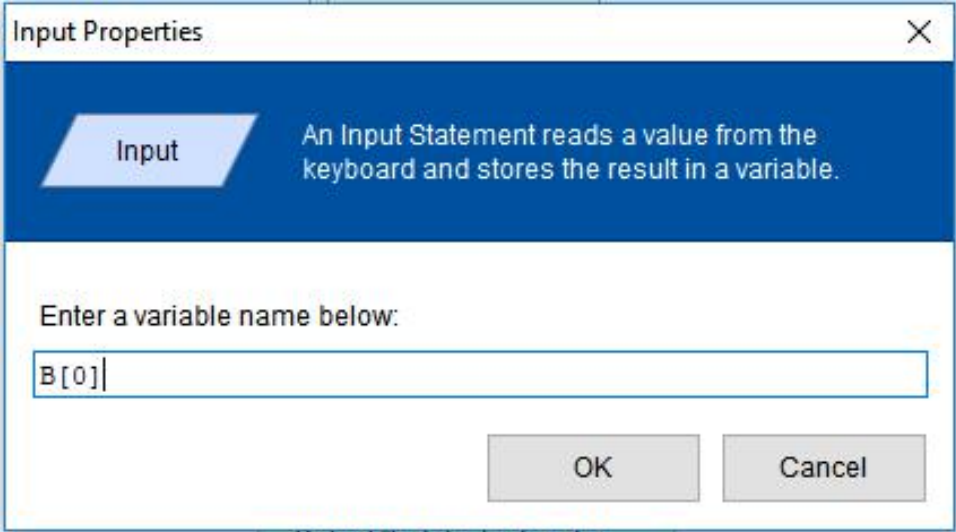 Input Properties
Input
An Input Statement reads a value from the
keyboard and stores the result in a variable.
Enter a variable name below:
B[0]
OK
Cancel